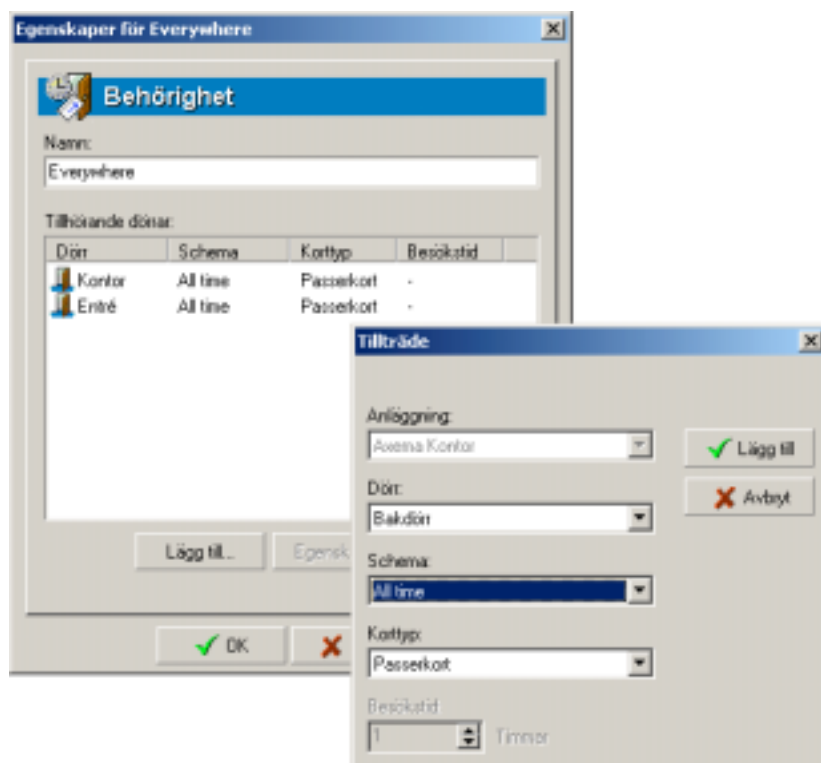 Egenskaper för Everywhere
Behörighet
Namn:
Everywhere
Tillhörande dörrar:
Dörr Schema Korttyp Besökstid
Kontor All time Passerkort -
Entré All time Passerkort -
Lägg till... Egensk
OK
Tillträde
Anläggning:
Axema Kontor
Lägg till
Dörr:
Avbryt
Bakdörr
Schema:
All time
Korttyp:
Passerkort
Besökstid
1 Timmar